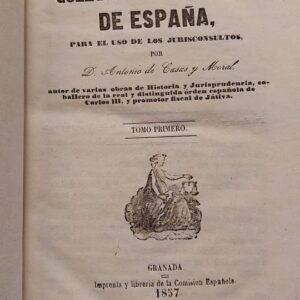 DE ESPAÑA,
PARA EL USO DE LOS JURISCONSULTOS,
POR
D. Antonio de Casas y Moral,
autor de varias obras de Historia y Jurisprudencia, ca-
ballero de la real y distinguida órden española de
Carlos III, y promotor fiscal de Játiva.
TOMO PRIMERO.
GRANADA
Imprenta y libreria de la Comision Española.
1857